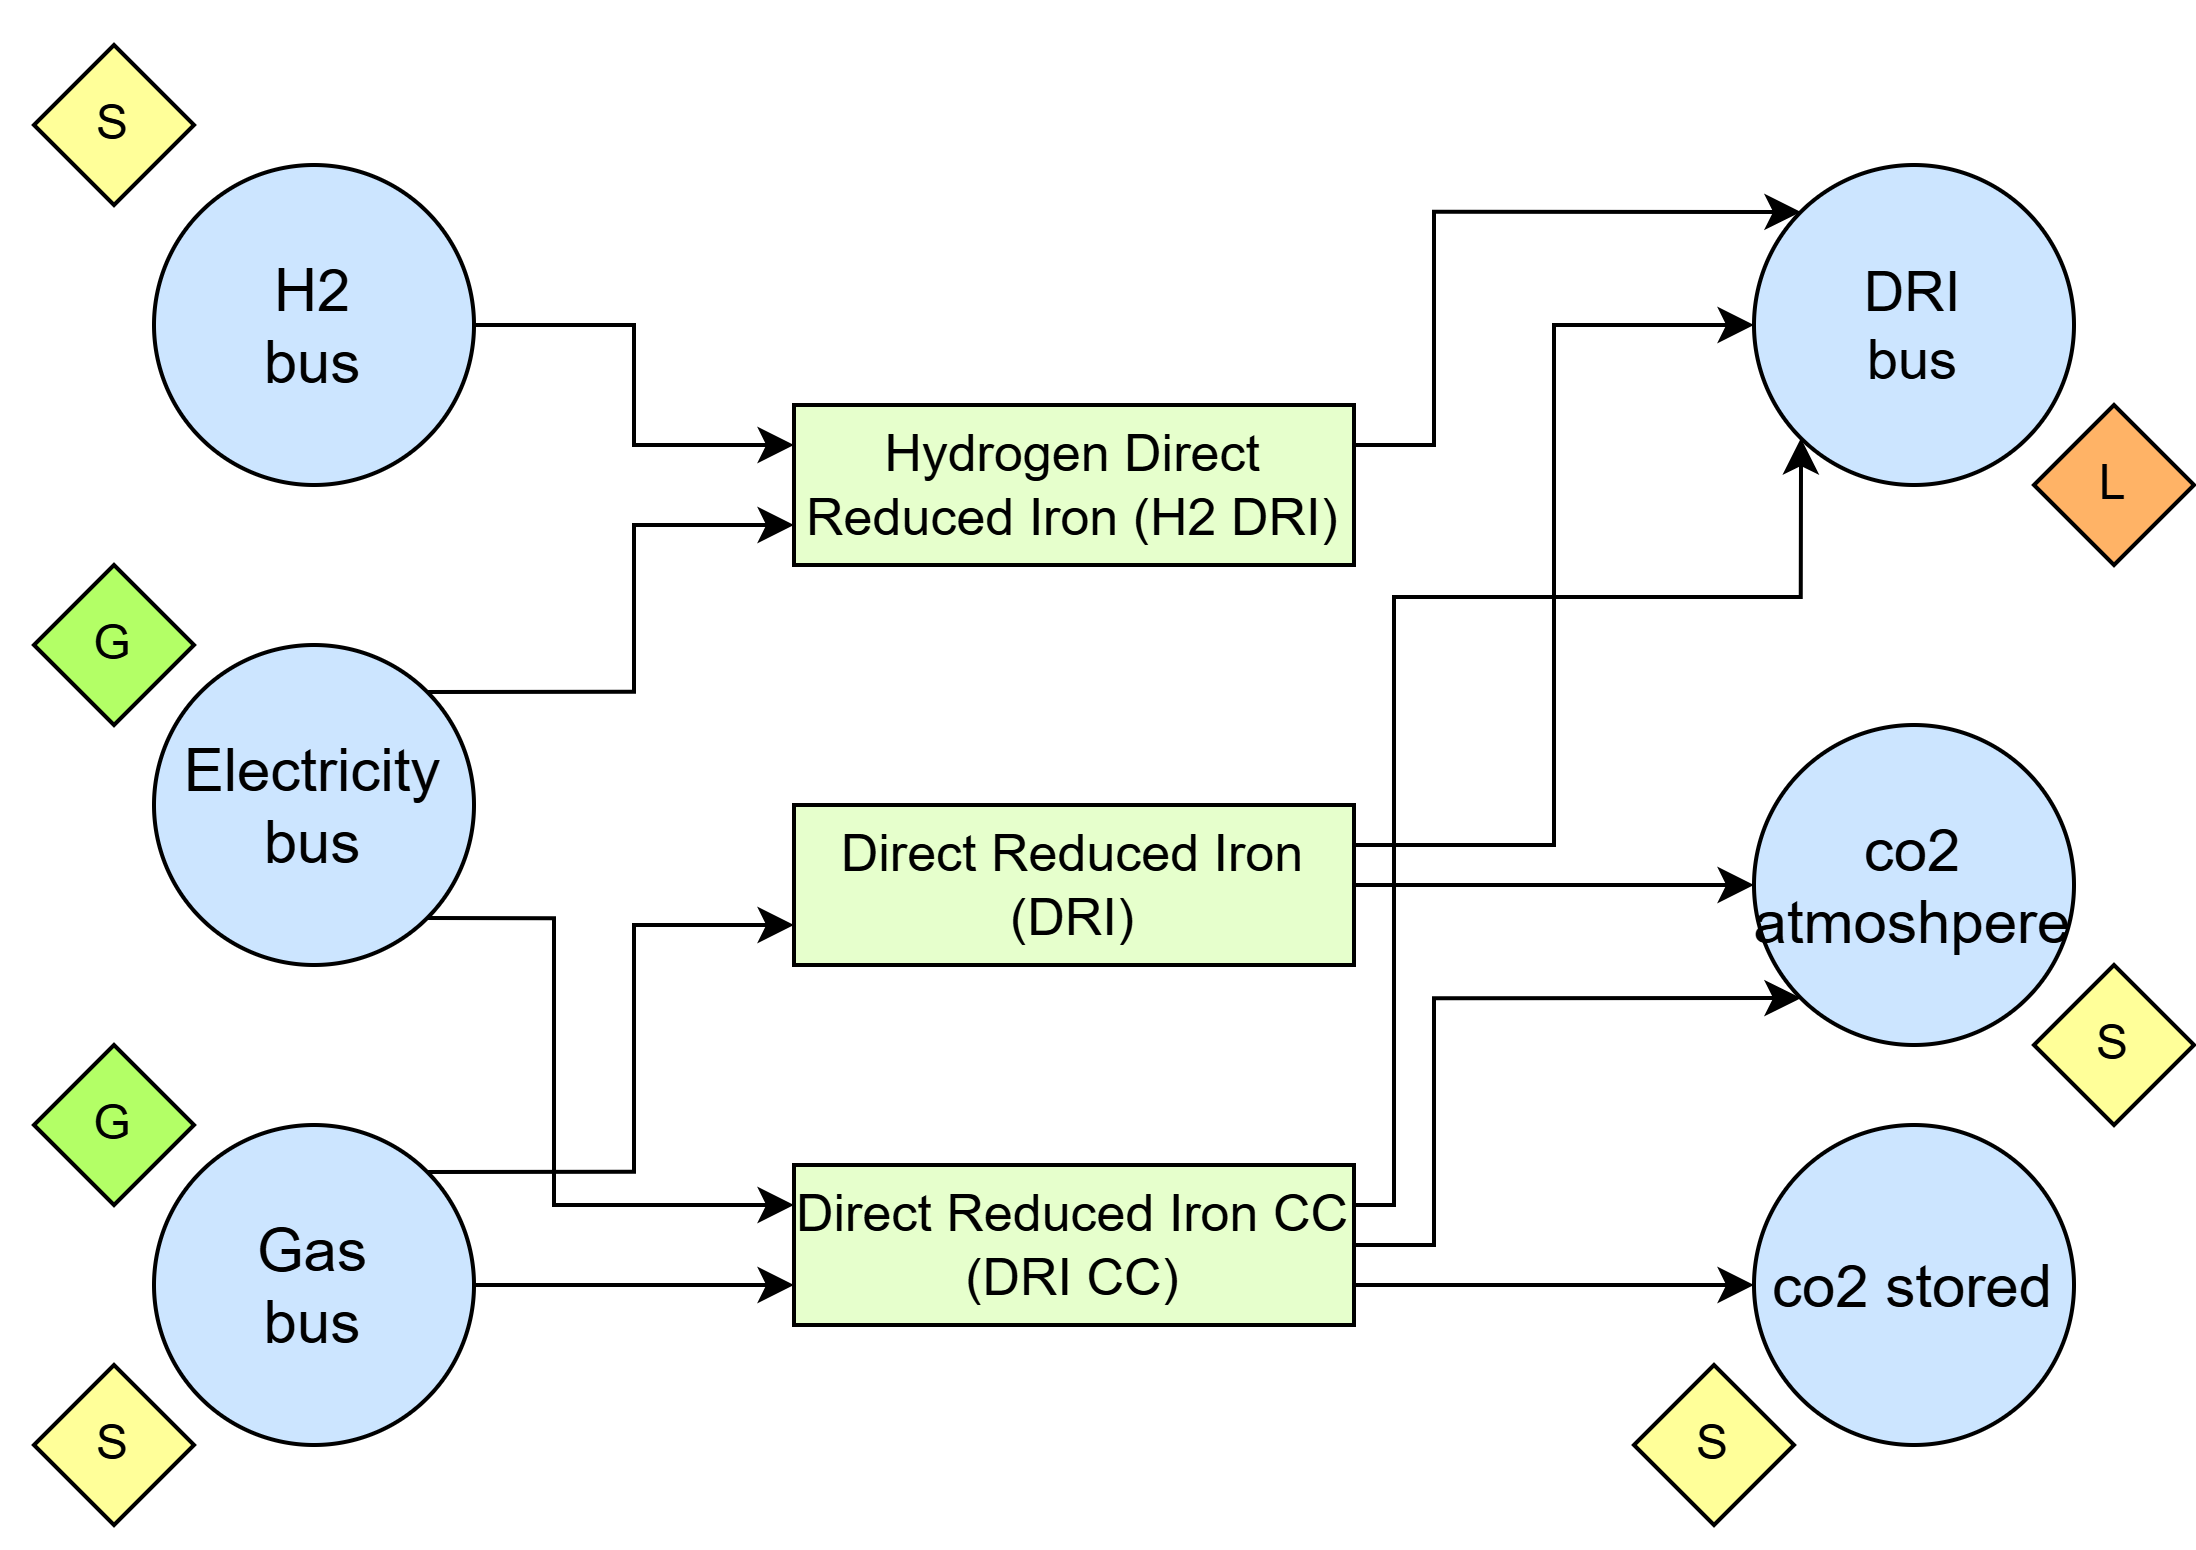 S
H2
bus
G
Electricity
bus
G
Gas
bus
S
Hydrogen Direct
Reduced Iron (H2 DRI)
Direct Reduced Iron
(DRI)
Direct Reduced Iron CC
(DRI CC)
DRI
bus
L
co2
atmoshpere
S
co2 stored
S